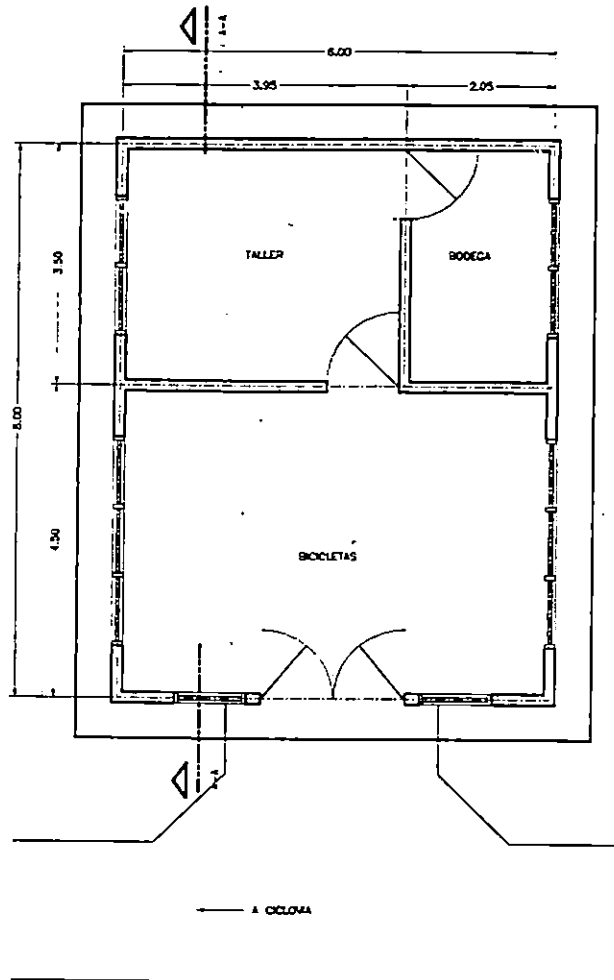 A-A
6.00
3.95
2.05
3.50
TALLER
BODEGA
8.00
4.50
BICICLETAS
A-A
A CICLOVIA